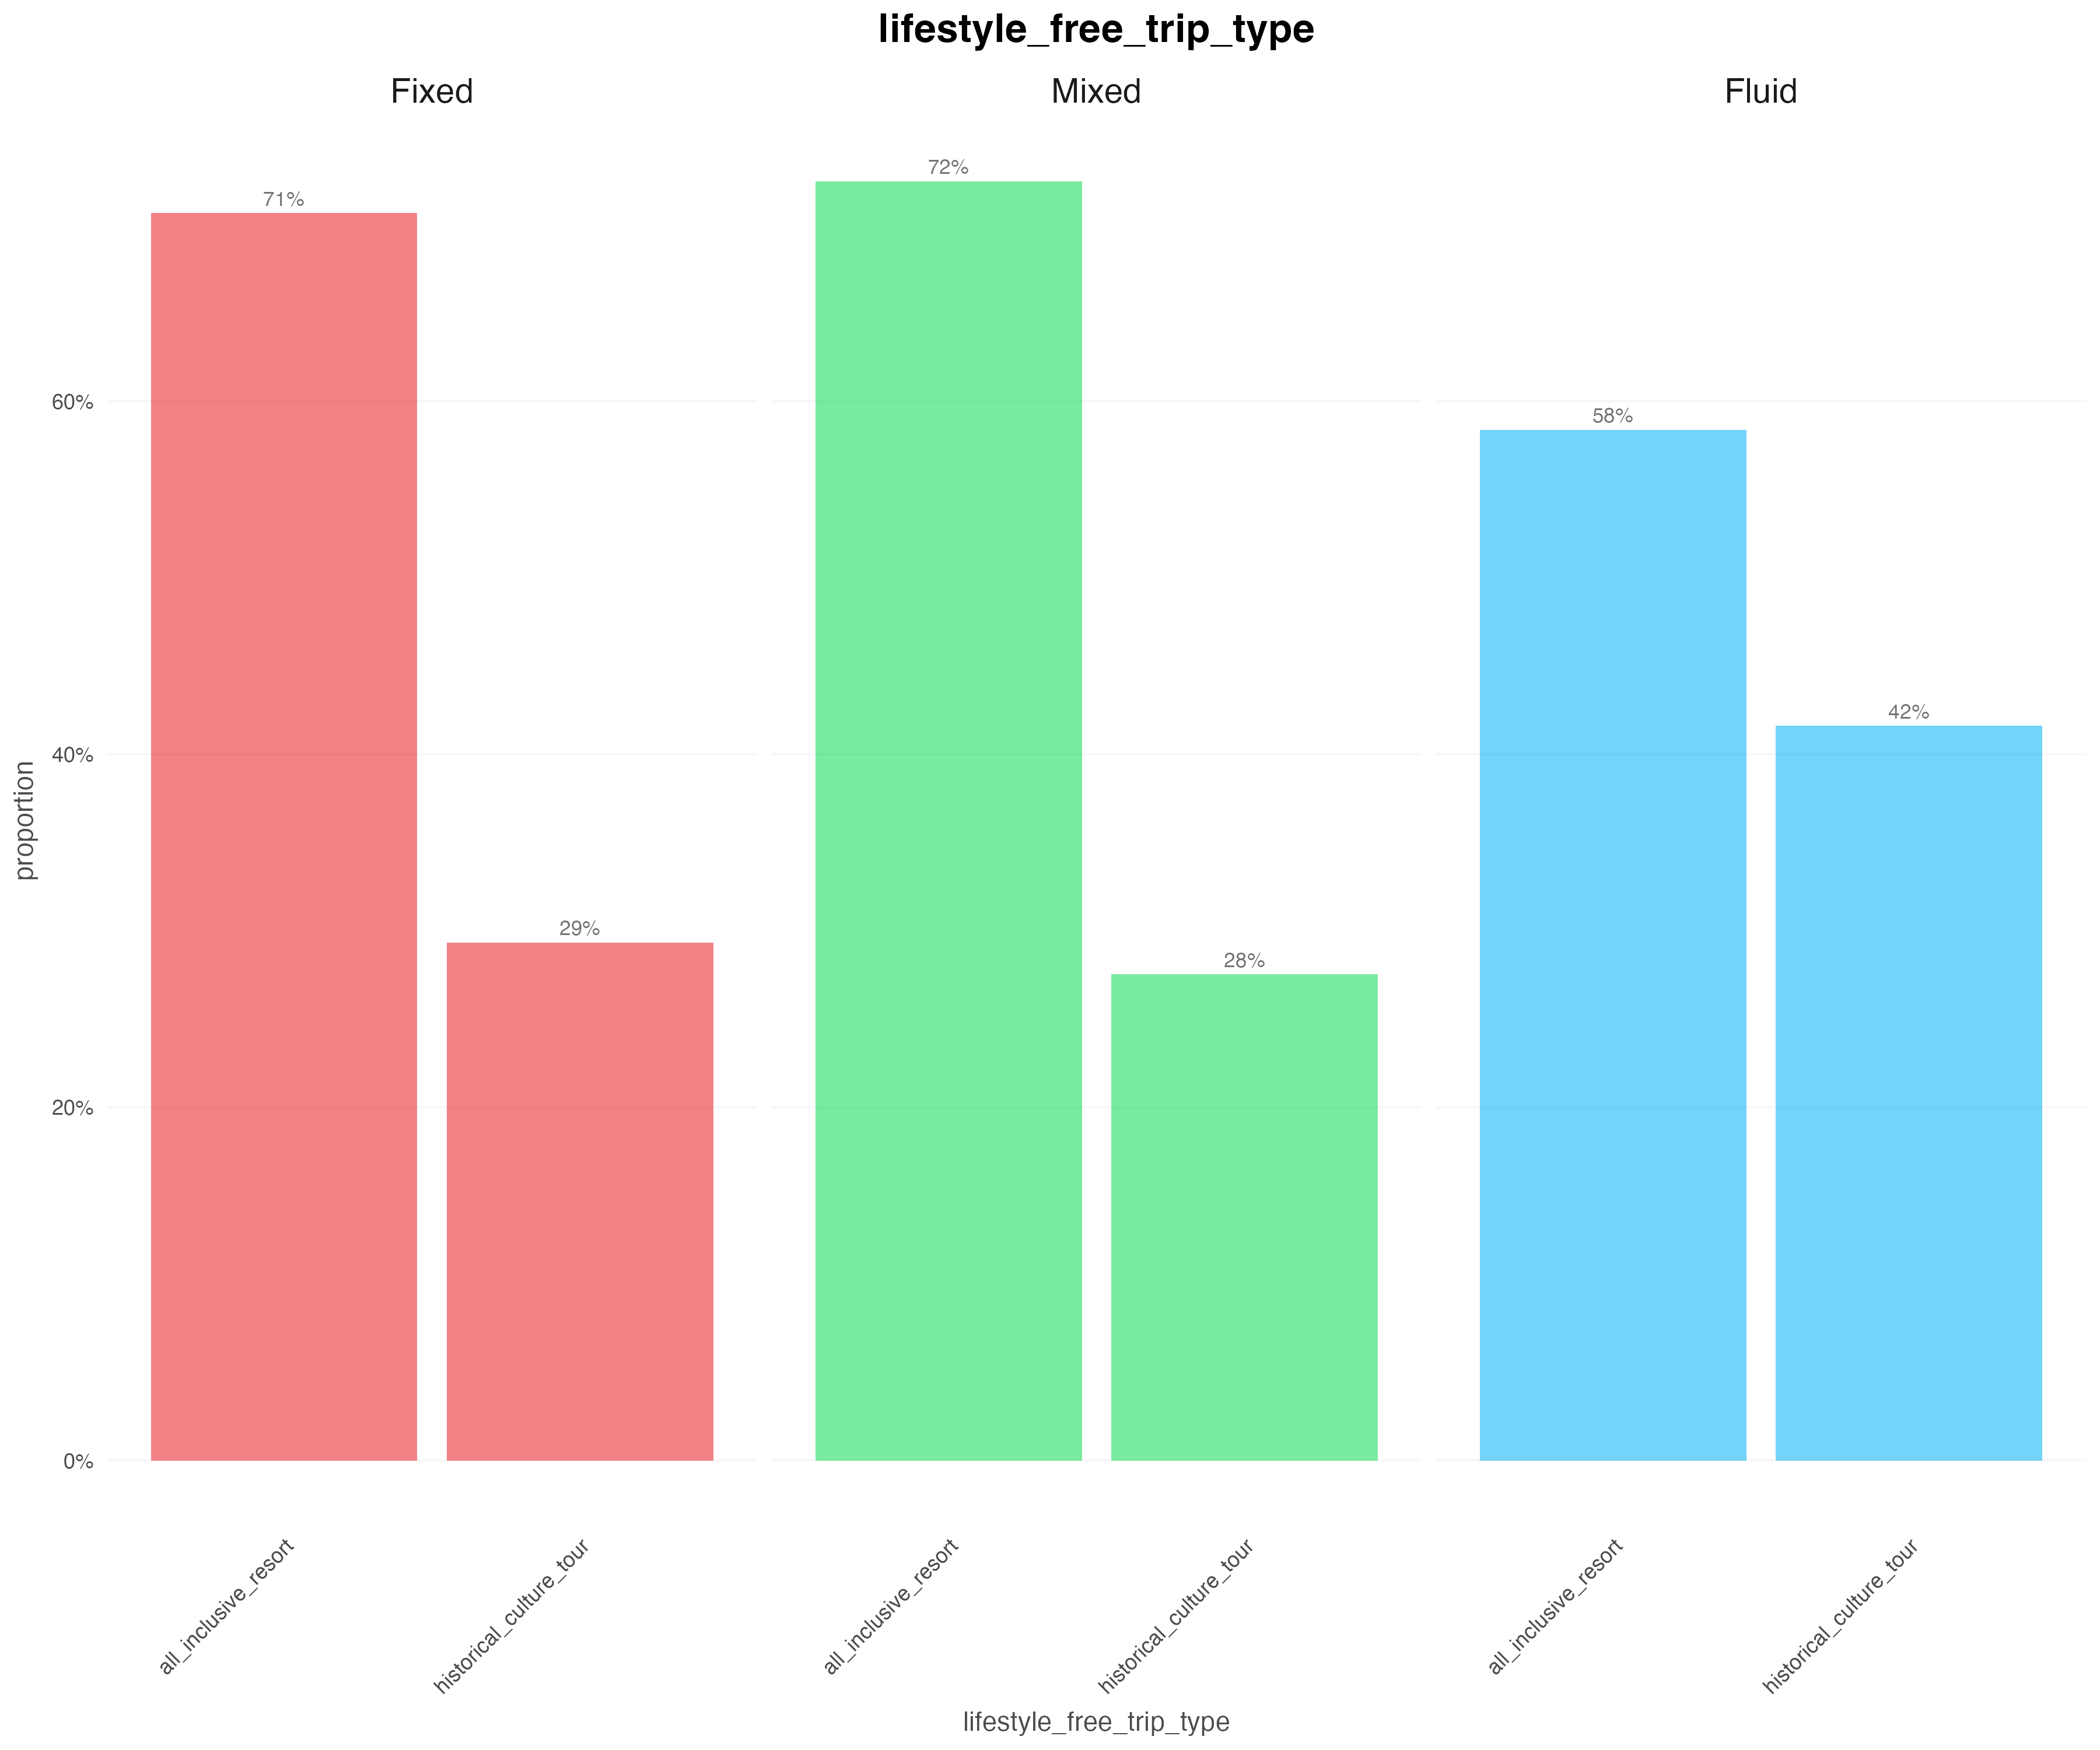 lifestyle_free_trip_type
Fixed
Mixed
Fluid
71%
29%
72%
28%
58%
42%
60%
40%
20%
0%
proportion
all_inclusive_resort
historical_culture_tour
all_inclusive_resort
historical_culture_tour
all_inclusive_resort
historical_culture_tour
lifestyle_free_trip_type